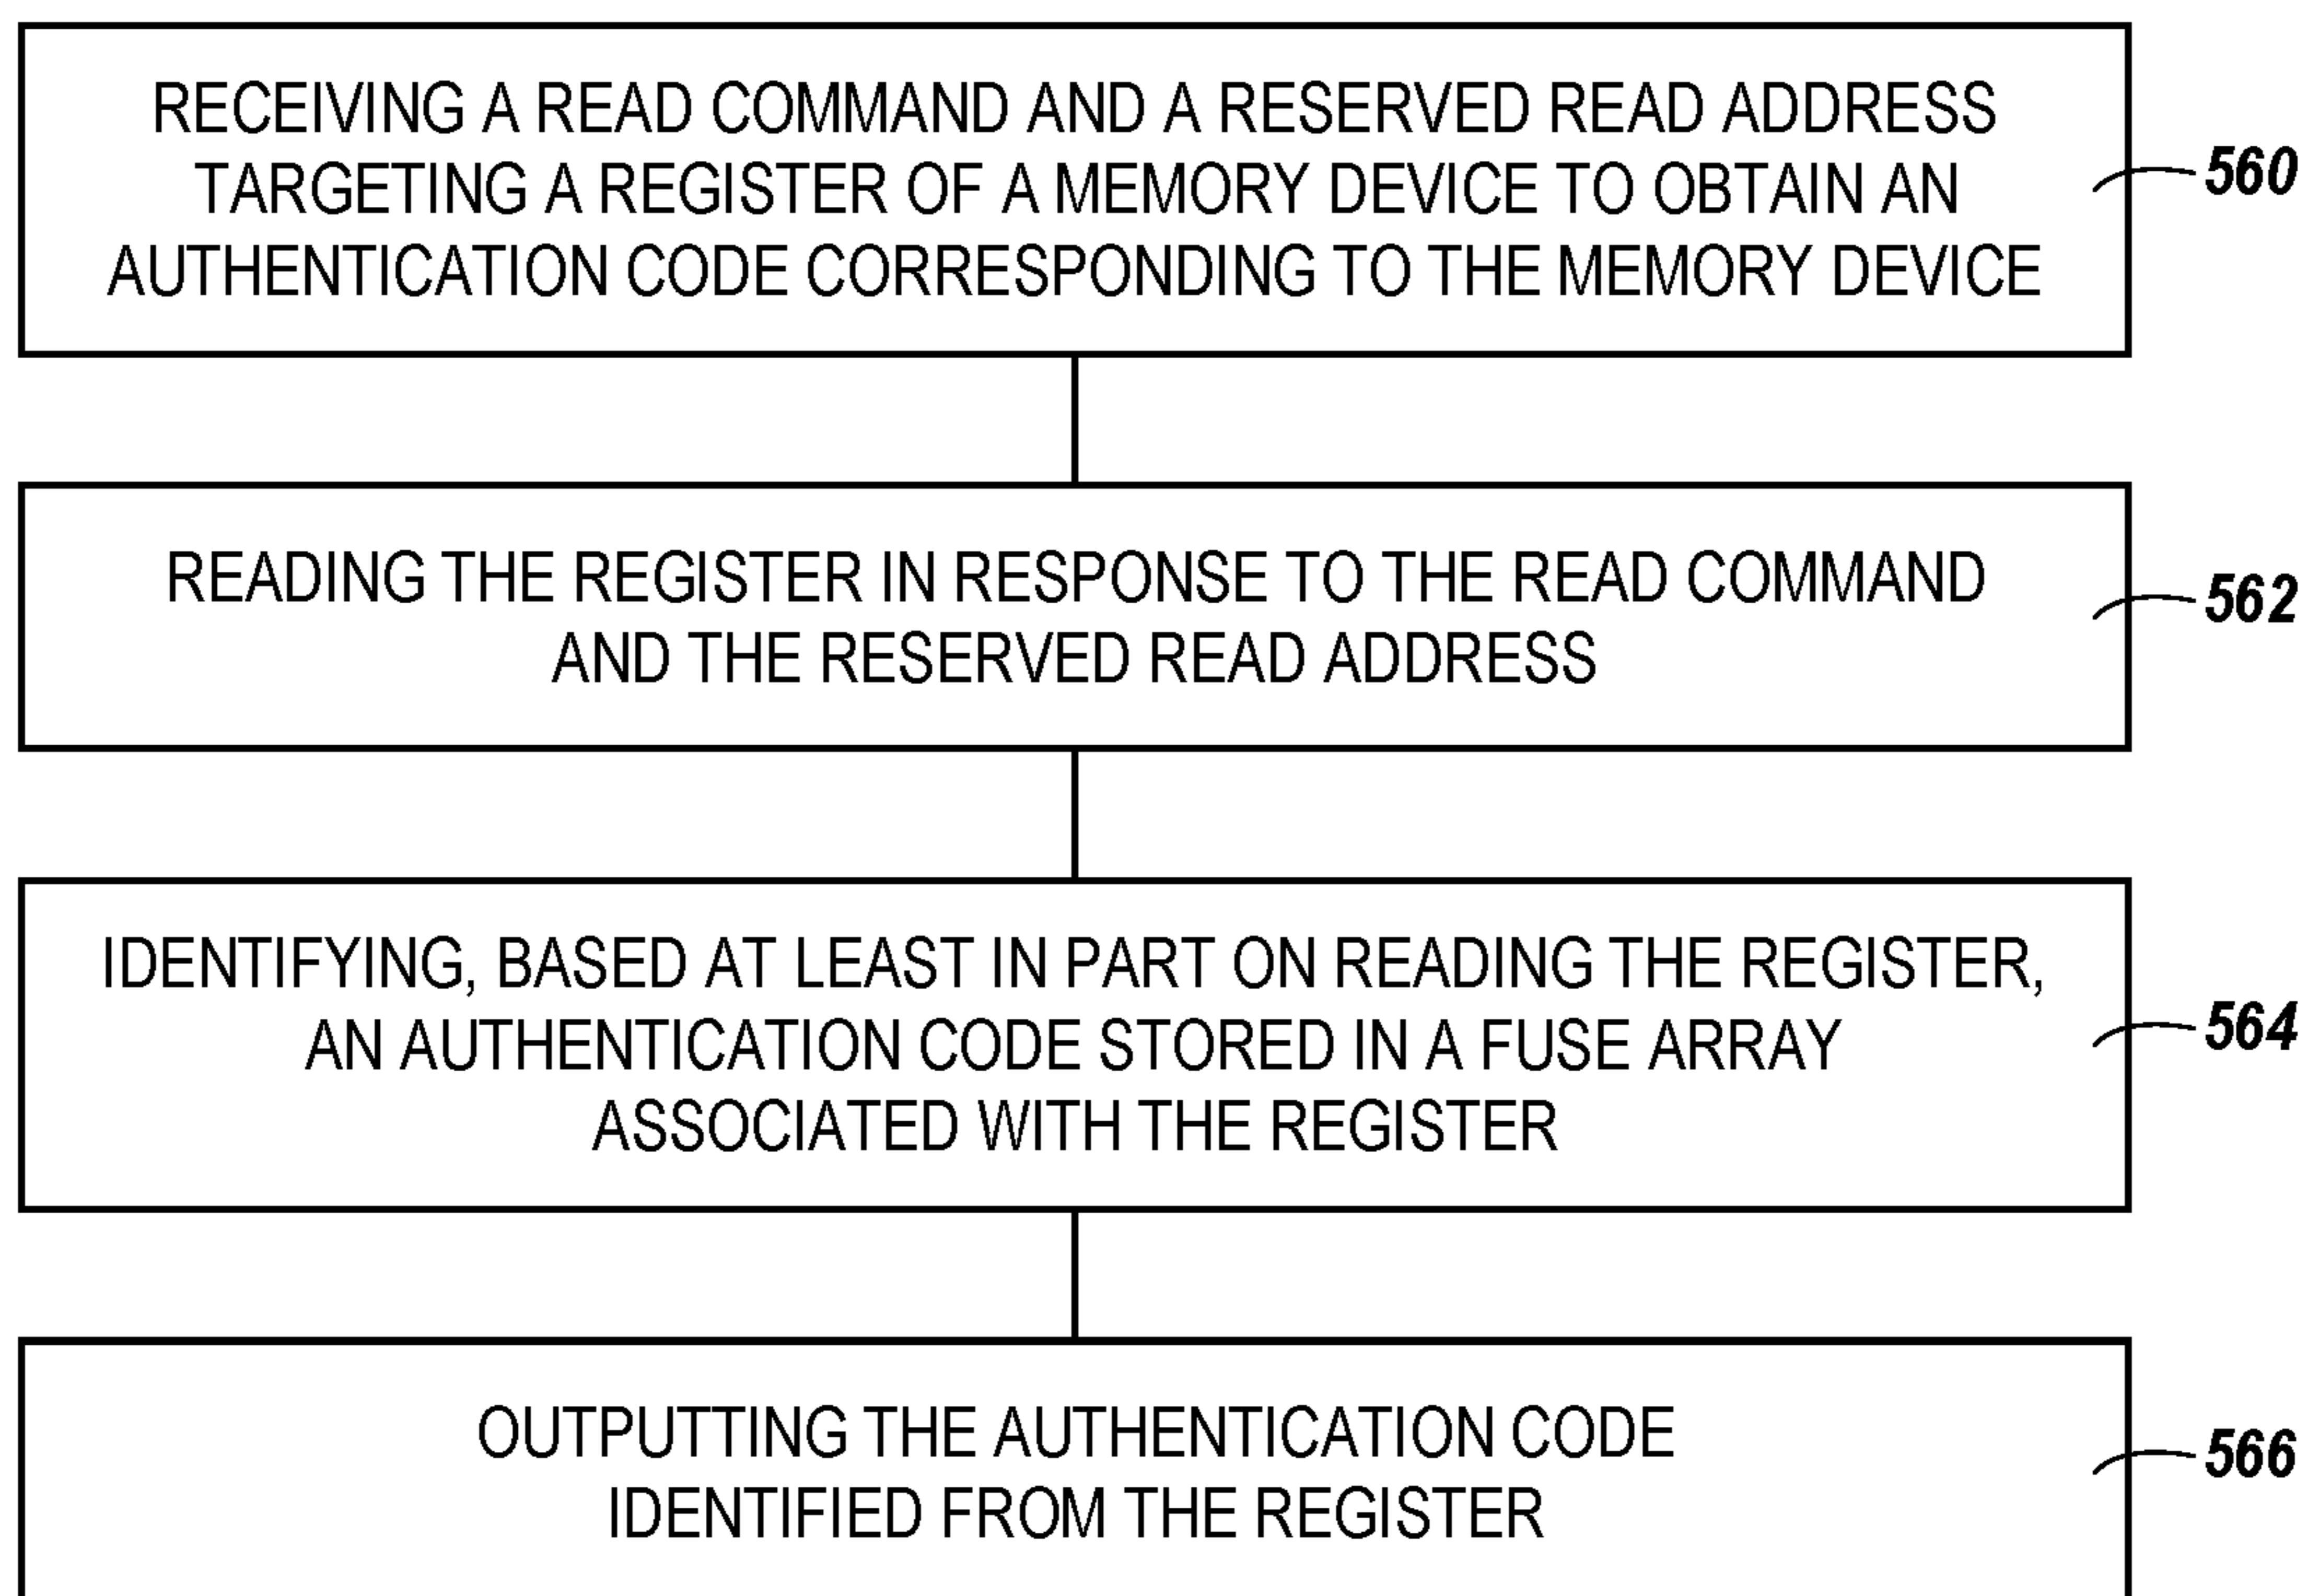 RECEIVING A READ COMMAND AND A RESERVED READ ADDRESS
TARGETING A REGISTER OF A MEMORY DEVICE TO OBTAIN AN
AUTHENTICATION CODE CORRESPONDING TO THE MEMORY DEVICE
560
READING THE REGISTER IN RESPONSE TO THE READ COMMAND
AND THE RESERVED READ ADDRESS
562
IDENTIFYING, BASED AT LEAST IN PART ON READING THE REGISTER,
AN AUTHENTICATION CODE STORED IN A FUSE ARRAY
ASSOCIATED WITH THE REGISTER
564
OUTPUTTING THE AUTHENTICATION CODE
IDENTIFIED FROM THE REGISTER
566